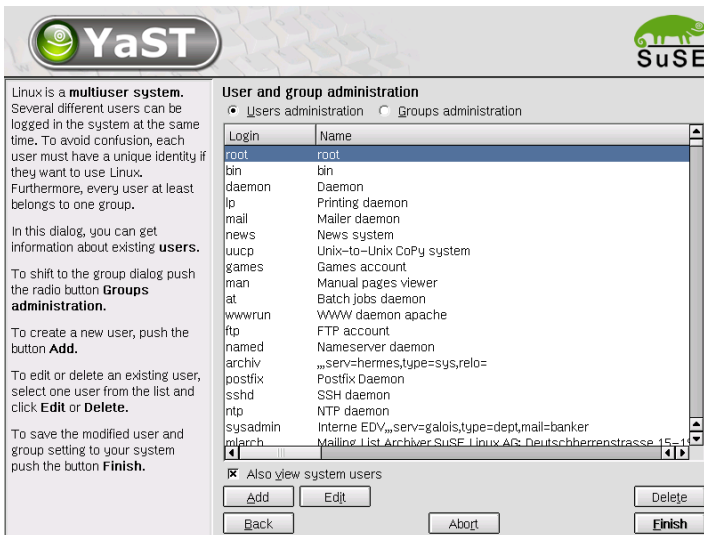 YaST
SuSE
Linux is a multiuser system.
Several different users can be
logged in the system at the same
time. To avoid confusion, each
user must have a unique identity if
they want to use Linux.
Furthermore, every user at least
belongs to one group.
In this dialog, you can get
information about existing users.
To shift to the group dialog push
the radio button Groups
administration.
To create a new user, push the
button Add.
To edit or delete an existing user,
select one user from the list and
click Edit or Delete.
To save the modified user and
group setting to your system
push the button Finish.
User and group administration
Users administration Groups administration
Login Name
root root
bin bin
daemon Daemon
lp Printing daemon
mail Mailer daemon
news News system
uucp Unix-to-Unix CoPy system
games Games account
man Manual pages viewer
at Batch jobs daemon
wwwrun WWW daemon apache
ftp FTP account
named Nameserver daemon
archiv ,,,serv=hermes,type=sys,relo=
postfix Postfix Daemon
sshd SSH daemon
ntp NTP daemon
sysadmin Interne EDV,,,serv=galois,type=dept,mail=banker
mlarch Mailing List Archiver SuSE Linux AG: Deutschherrenstrasse 15-19
Also view system users
Add Edit Delete
Back Abort Finish